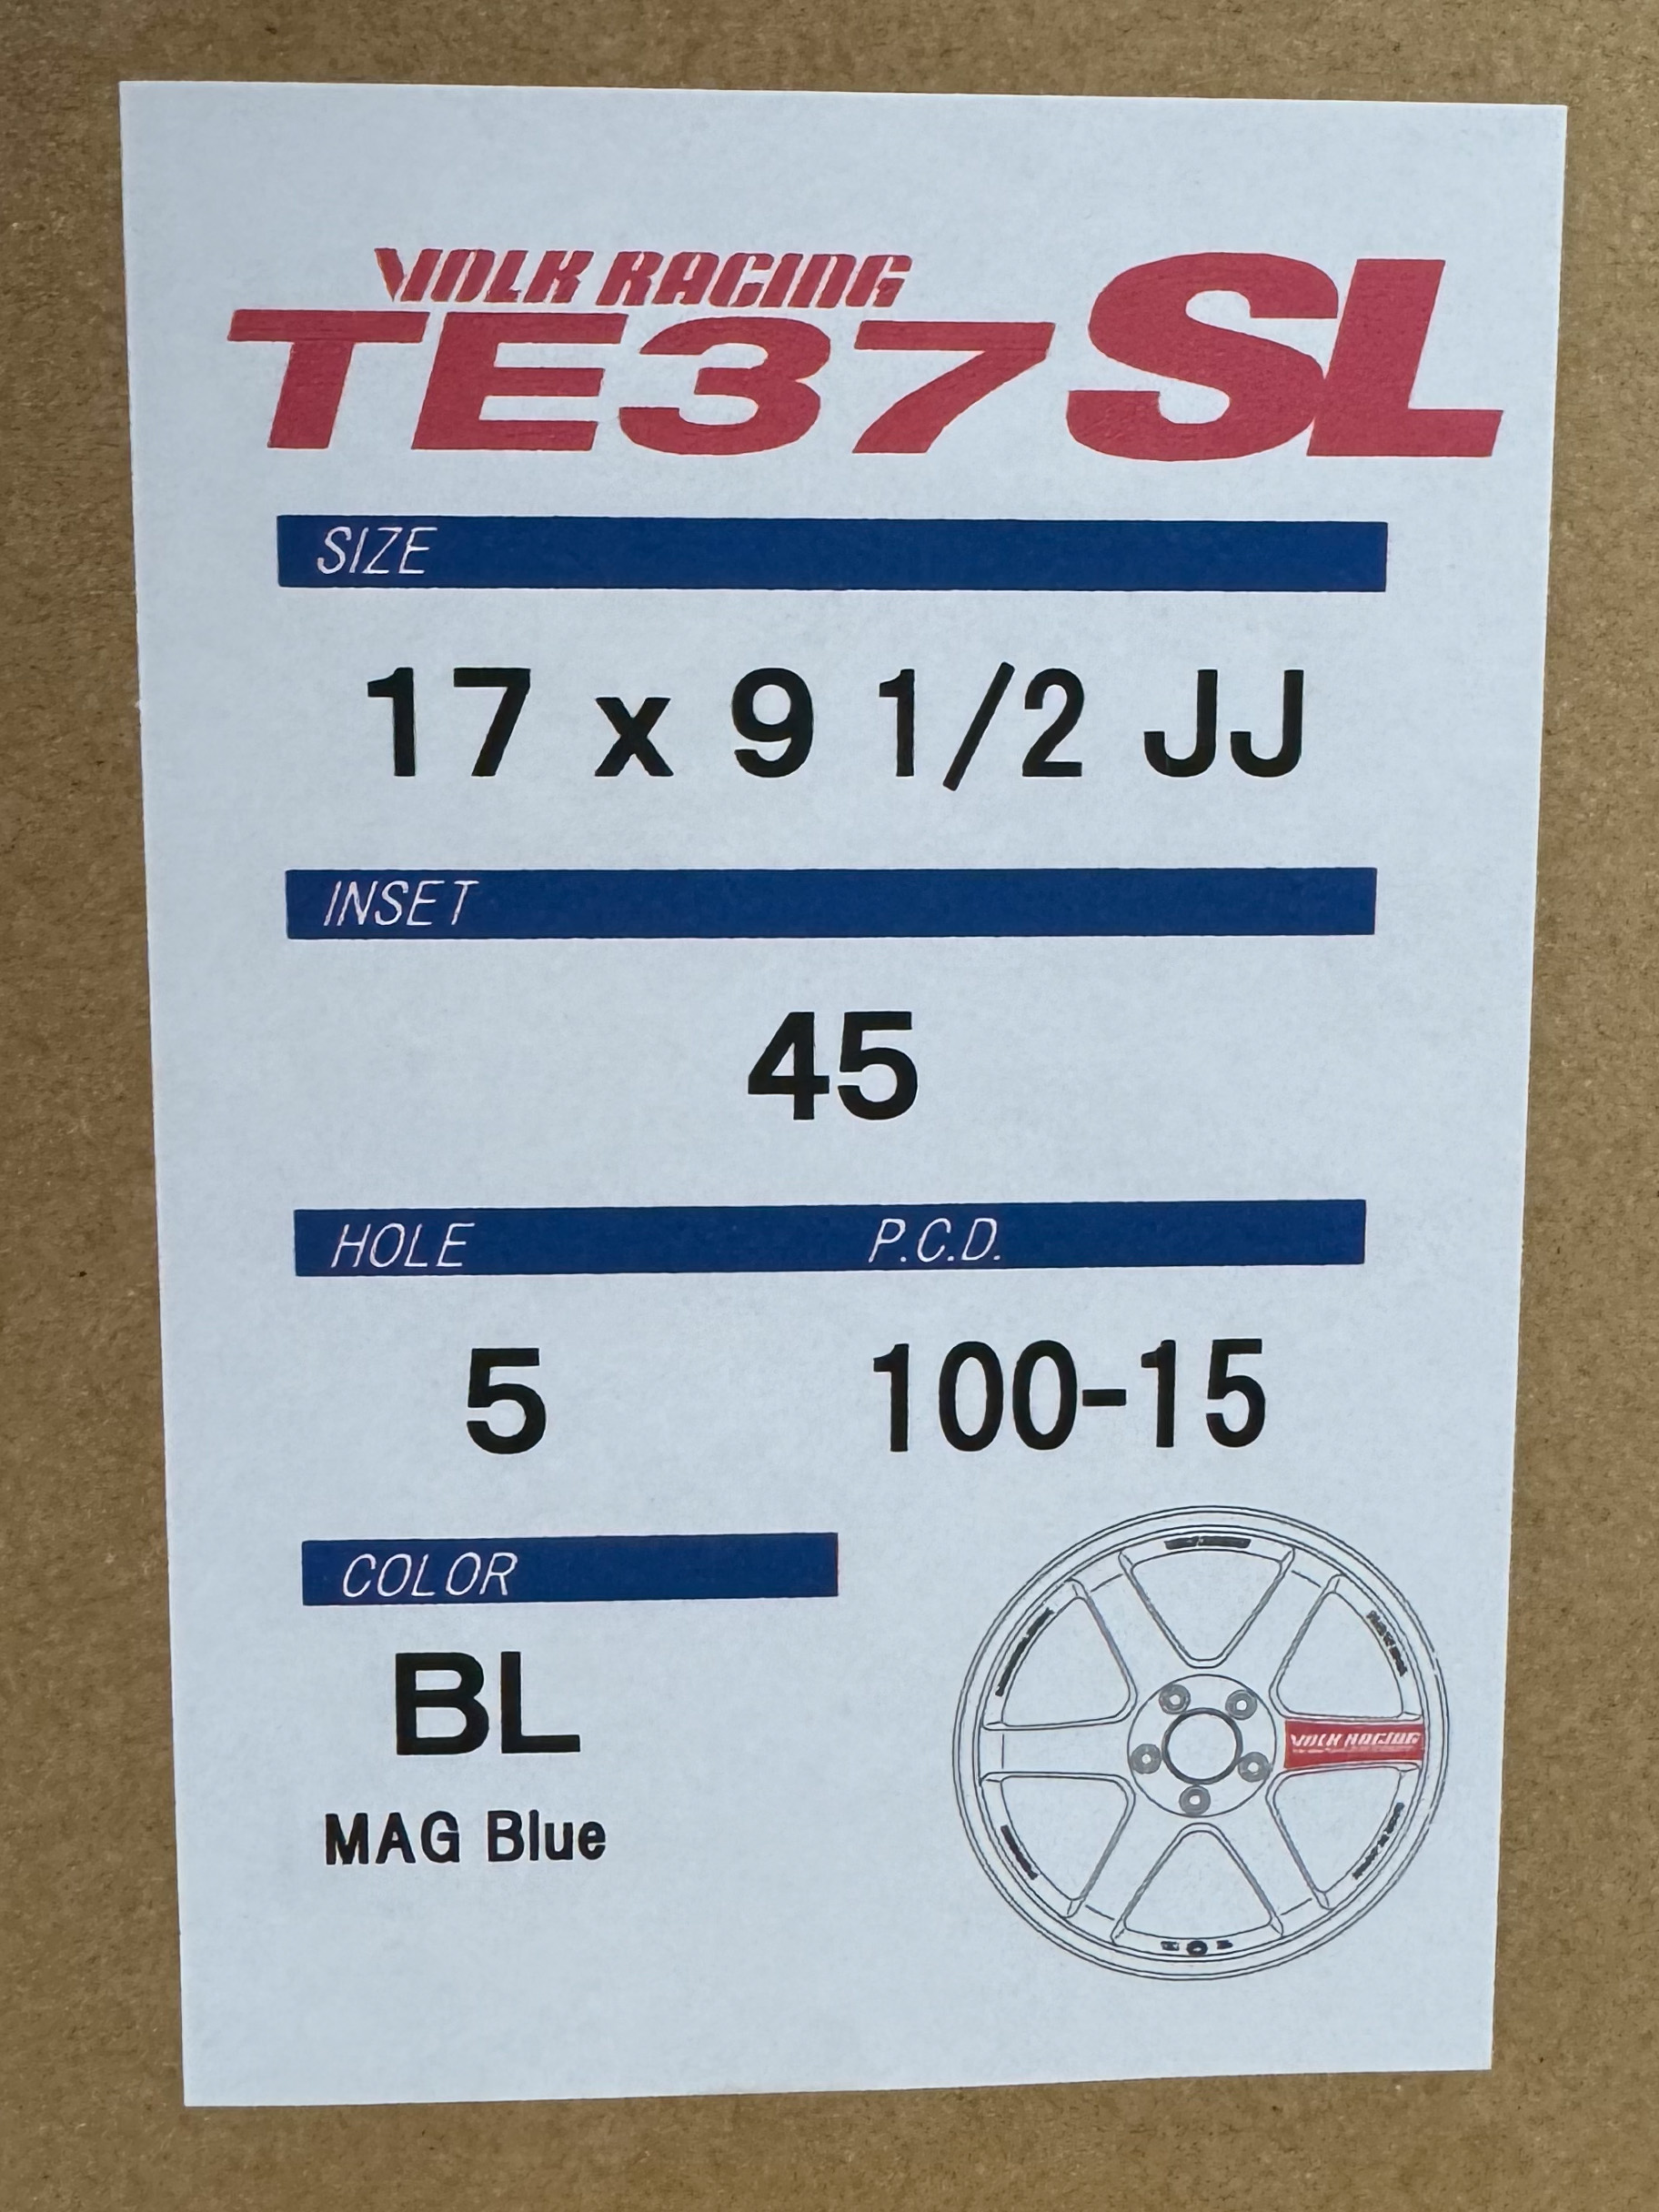 VOLK RACING
TE37SL
SIZE
17 x 9 1/2 JJ
INSET
45
HOLE P.C.D.
5 100-15
COLOR
BL
MAG Blue
VOLK RACING